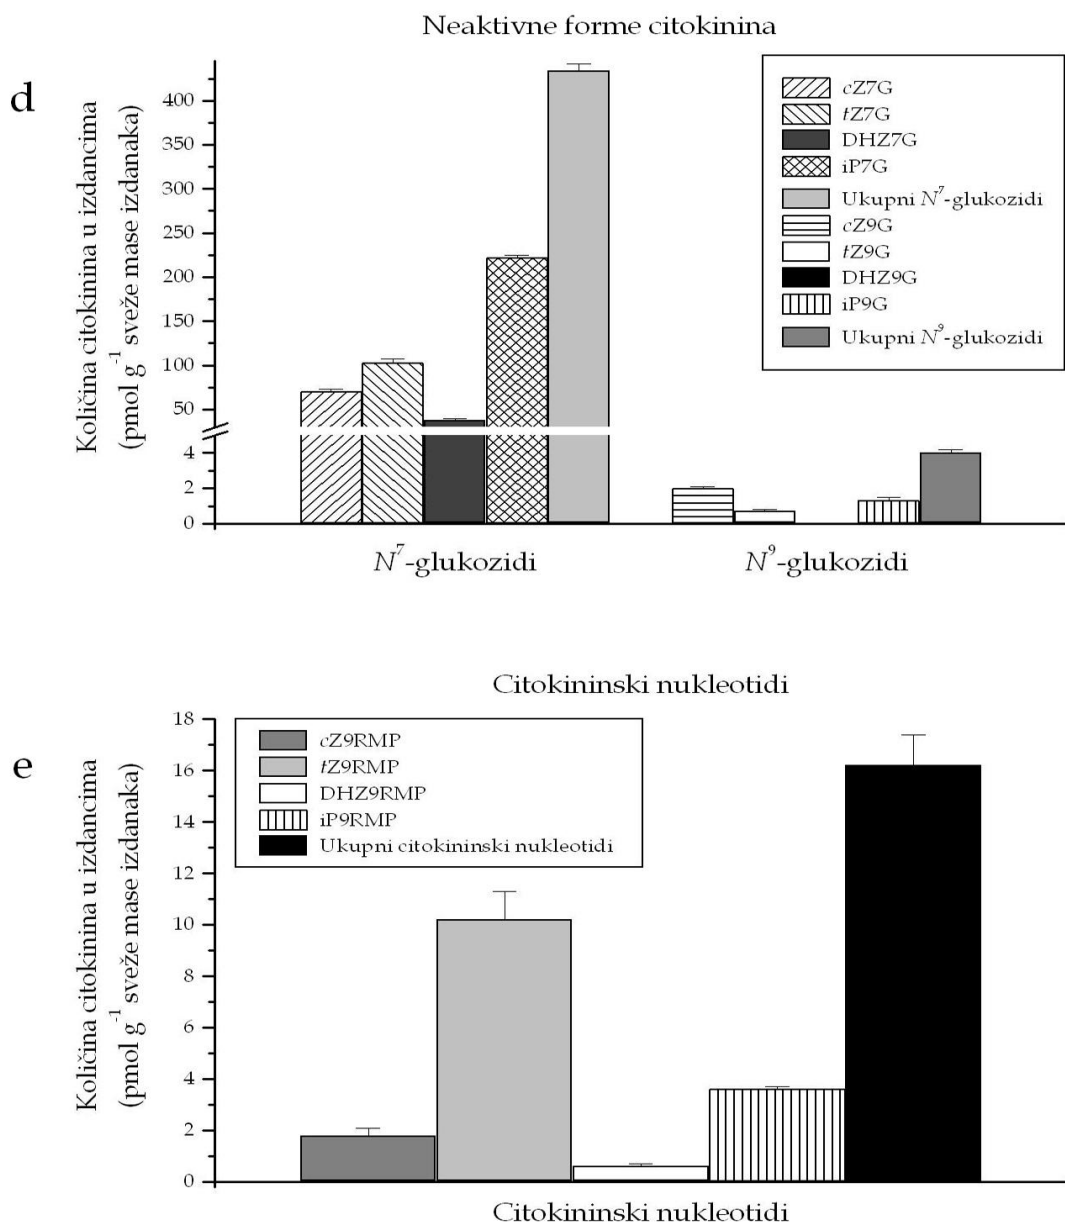 Neaktivne forme citokinina
d
Količina citokinina u izdancima
(pmol g⁻¹ sveže mase izdanaka)
400
350
300
250
200
150
100
50
4
2
0
cZ7G
tZ7G
DHZ7G
iP7G
Ukupni N⁷-glukozidi
cZ9G
tZ9G
DHZ9G
iP9G
Ukupni N⁹-glukozidi
N⁷-glukozidi
N⁹-glukozidi
Citokininski nukleotidi
e
Količina citokinina u izdancima
(pmol g⁻¹ sveže mase izdanaka)
18
16
14
12
10
8
6
4
2
0
cZ9RMP
tZ9RMP
DHZ9RMP
iP9RMP
Ukupni citokininski nukleotidi
Citokininski nukleotidi